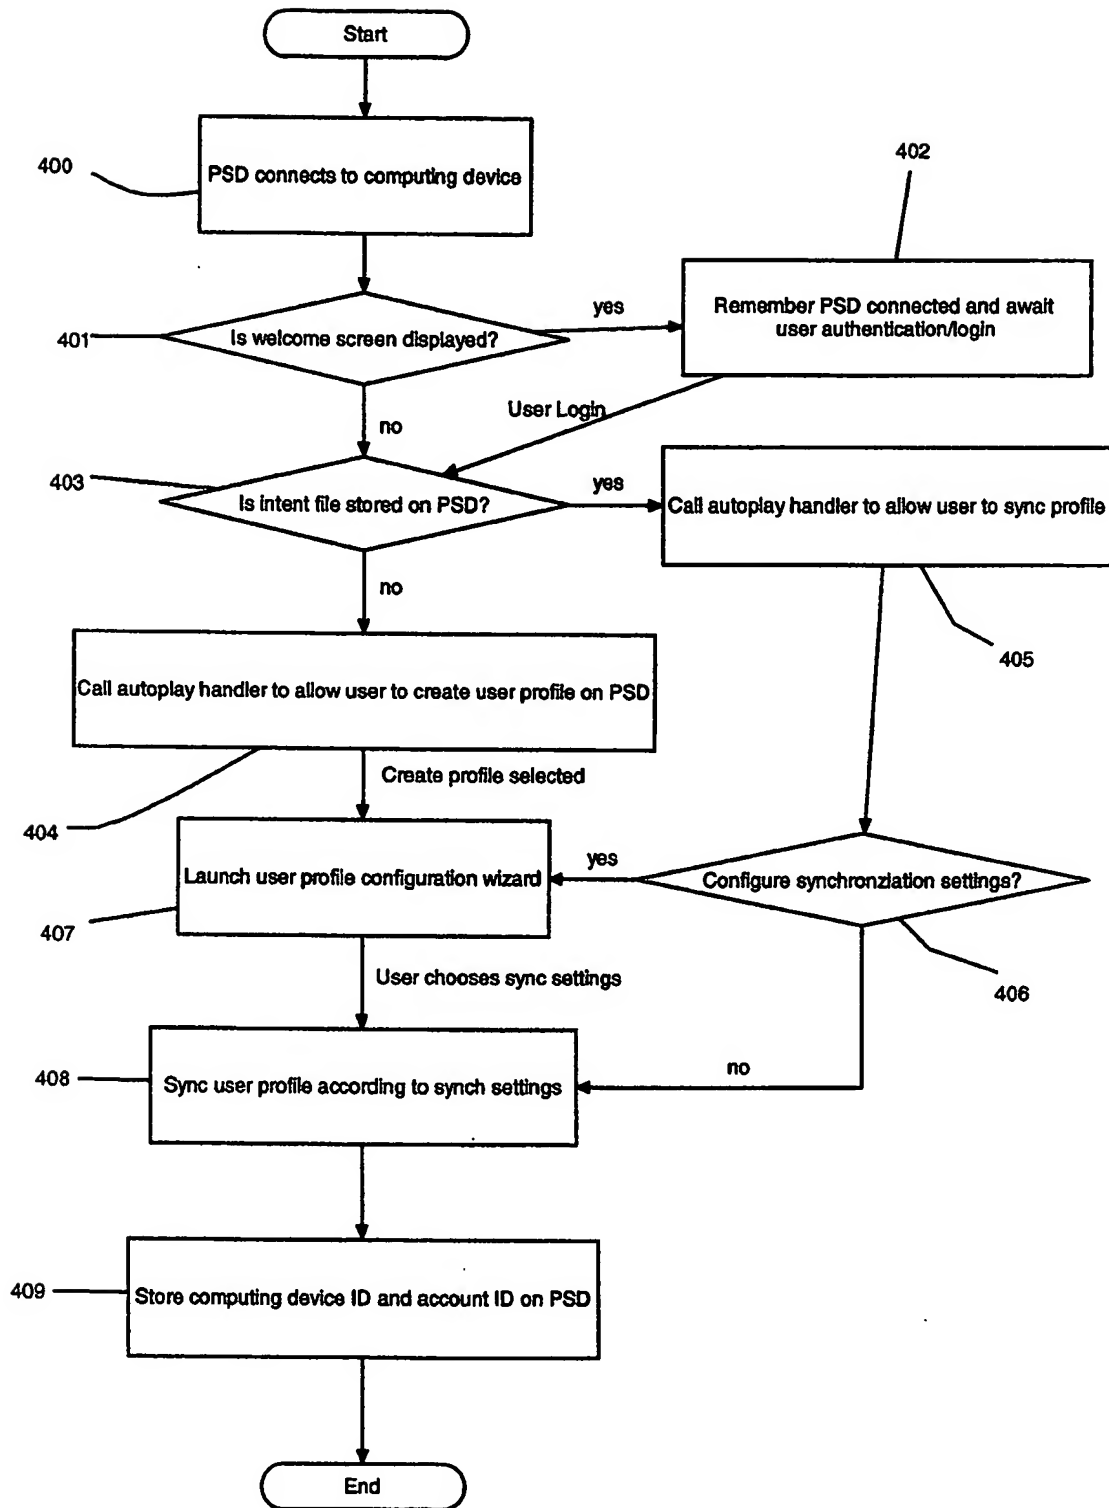 Start
400
PSD connects to computing device
402
401
Is welcome screen displayed?
yes
Remember PSD connected and await
user authentication/login
no
User Login
403
Is intent file stored on PSD?
yes
Call autoplay handler to allow user to sync profile
no
405
Call autoplay handler to allow user to create user profile on PSD
404
Create profile selected
Launch user profile configuration wizard
yes
Configure synchronziation settings?
407
406
User chooses sync settings
408
Sync user profile according to synch settings
no
409
Store computing device ID and account ID on PSD
End